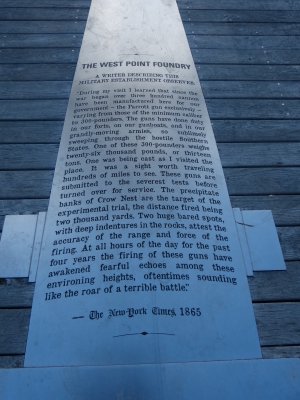 THE WEST POINT FOUNDRY
A WRITER DESCRIBING THIS
MILITARY ESTABLISHMENT OBSERVED:
"During my visit I learned that since the
war began over three hundred cannon
have been manufactured here for our
government – the Parrott gun exclusively –
varying from those of the minimum caliber
to 300-pounders. The guns have done duty
in our forts, on our gunboats, and in our
grandly-moving armies, so sublimely
sweeping through the hostile Southern
States. One of these 300-pounders weighs
twenty-six thousand pounds, or thirteen
tons. One was being cast as I visited the
place. It was a sight worth traveling
hundreds of miles to see. These guns are
submitted to the severest tests before
turned over for service. The precipitate
banks of Crow Nest are the target of the
experimental trial, the distance fired being
two thousand yards. Two huge bared spots,
with deep indentures in the rocks, attest the
accuracy of the range and force of the
firing. At all hours of the day for the past
four years the firing of these guns have
awakened fearful echoes among these
environing heights, oftentimes sounding
like the roar of a terrible battle."
— The New-York Times, 1865